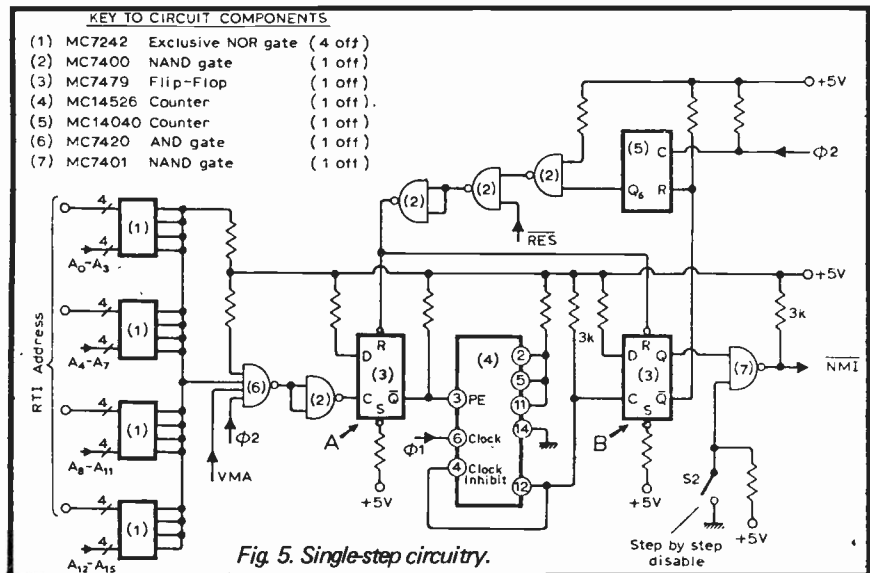 KEY TO CIRCUIT COMPONENTS
(1) MC7242 Exclusive NOR gate (4 off)
(2) MC7400 NAND gate (1 off)
(3) MC7479 Flip-Flop (1 off)
(4) MC14526 Counter (1 off).
(5) MC14040 Counter (1 off)
(6) MC7420 AND gate (1 off)
(7) MC7401 NAND gate (1 off)
+5V
(5) C
ϕ2
Q6 R
(2) (2) (2)
RES
4 (1)
A0-A3
4
+5V
3k
3k
RTI Address
4 (1)
A4-A7
4
R
D
(3)
C Q
S
A
+5V
(4)
2
5
11
14
3 PE
6 Clock
4 Clock Inhibit
12
ϕ1
R
D Q
(3)
C Q
S
B
+5V
(7)
NMI
(6)
(2)
ϕ2
VMA
4 (1)
A8-A11
4
4 (1)
A12-A15
4
S2
+5V
Step by step
disable
Fig. 5. Single-step circuitry.